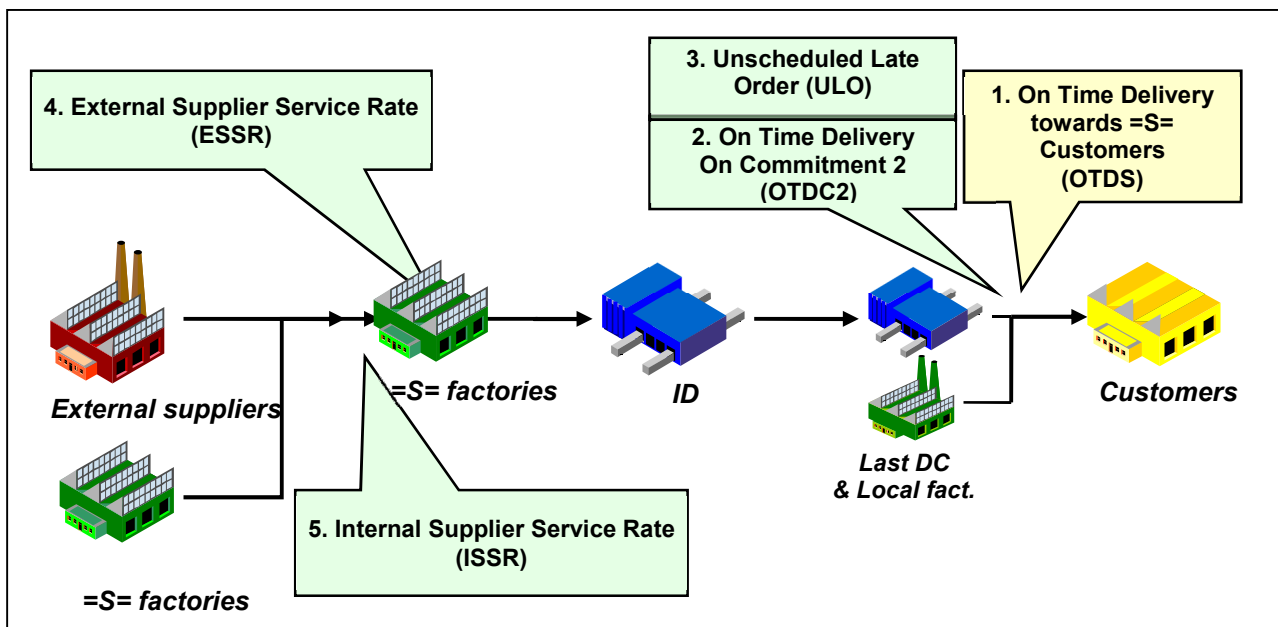 3. Unscheduled Late
Order (ULO)
4. External Supplier Service Rate
(ESSR)
1. On Time Delivery
towards =S=
Customers
(OTDS)
2. On Time Delivery
On Commitment 2
(OTDC2)
External suppliers
=S= factories
ID
Customers
Last DC
& Local fact.
5. Internal Supplier Service Rate
(ISSR)
=S= factories